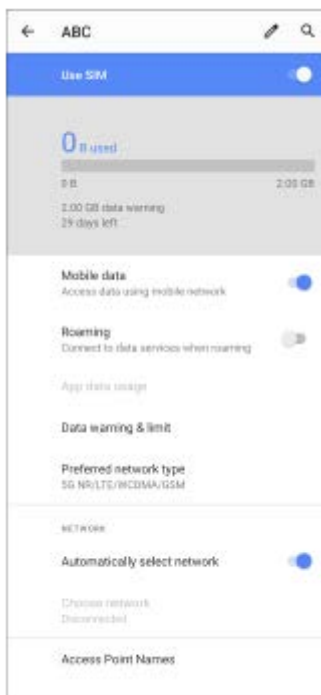 ABC
Use SIM
0 B used
0 B 2.00 GB
2.00 GB data warning
29 days left
Mobile data
Access data using mobile network
Roaming
Connect to data services when roaming
App data usage
Data warning & limit
Preferred network type
5G NR/LTE/WCDMA/GSM
NETWORK
Automatically select network
Choose network
Disconnected
Access Point Names